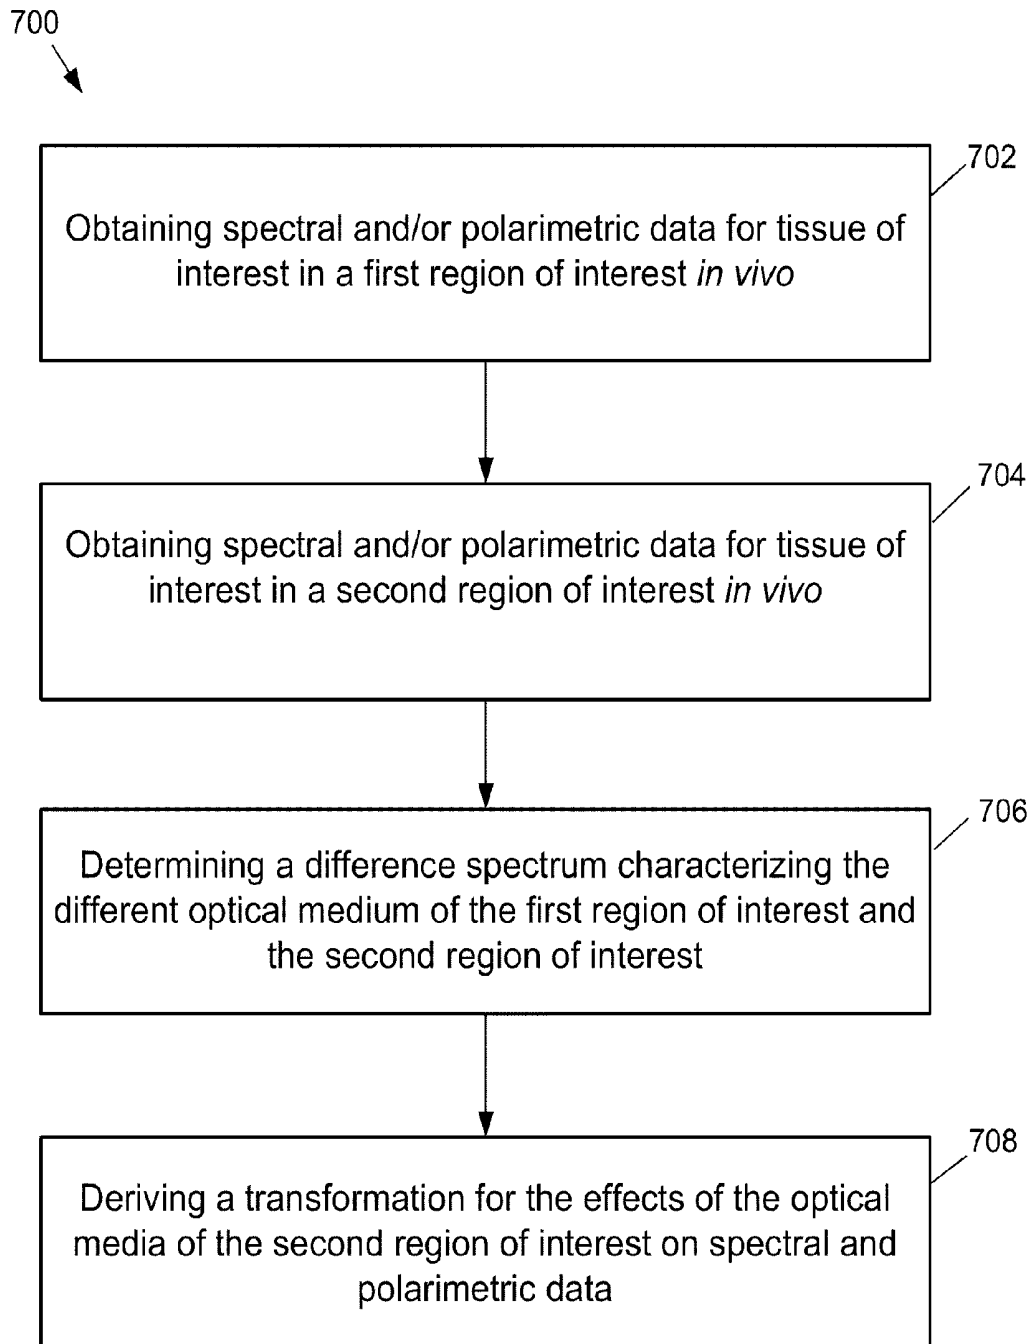 700
702
Obtaining spectral and/or polarimetric data for tissue of
interest in a first region of interest in vivo
704
Obtaining spectral and/or polarimetric data for tissue of
interest in a second region of interest in vivo
706
Determining a difference spectrum characterizing the
different optical medium of the first region of interest and
the second region of interest
708
Deriving a transformation for the effects of the optical
media of the second region of interest on spectral and
polarimetric data